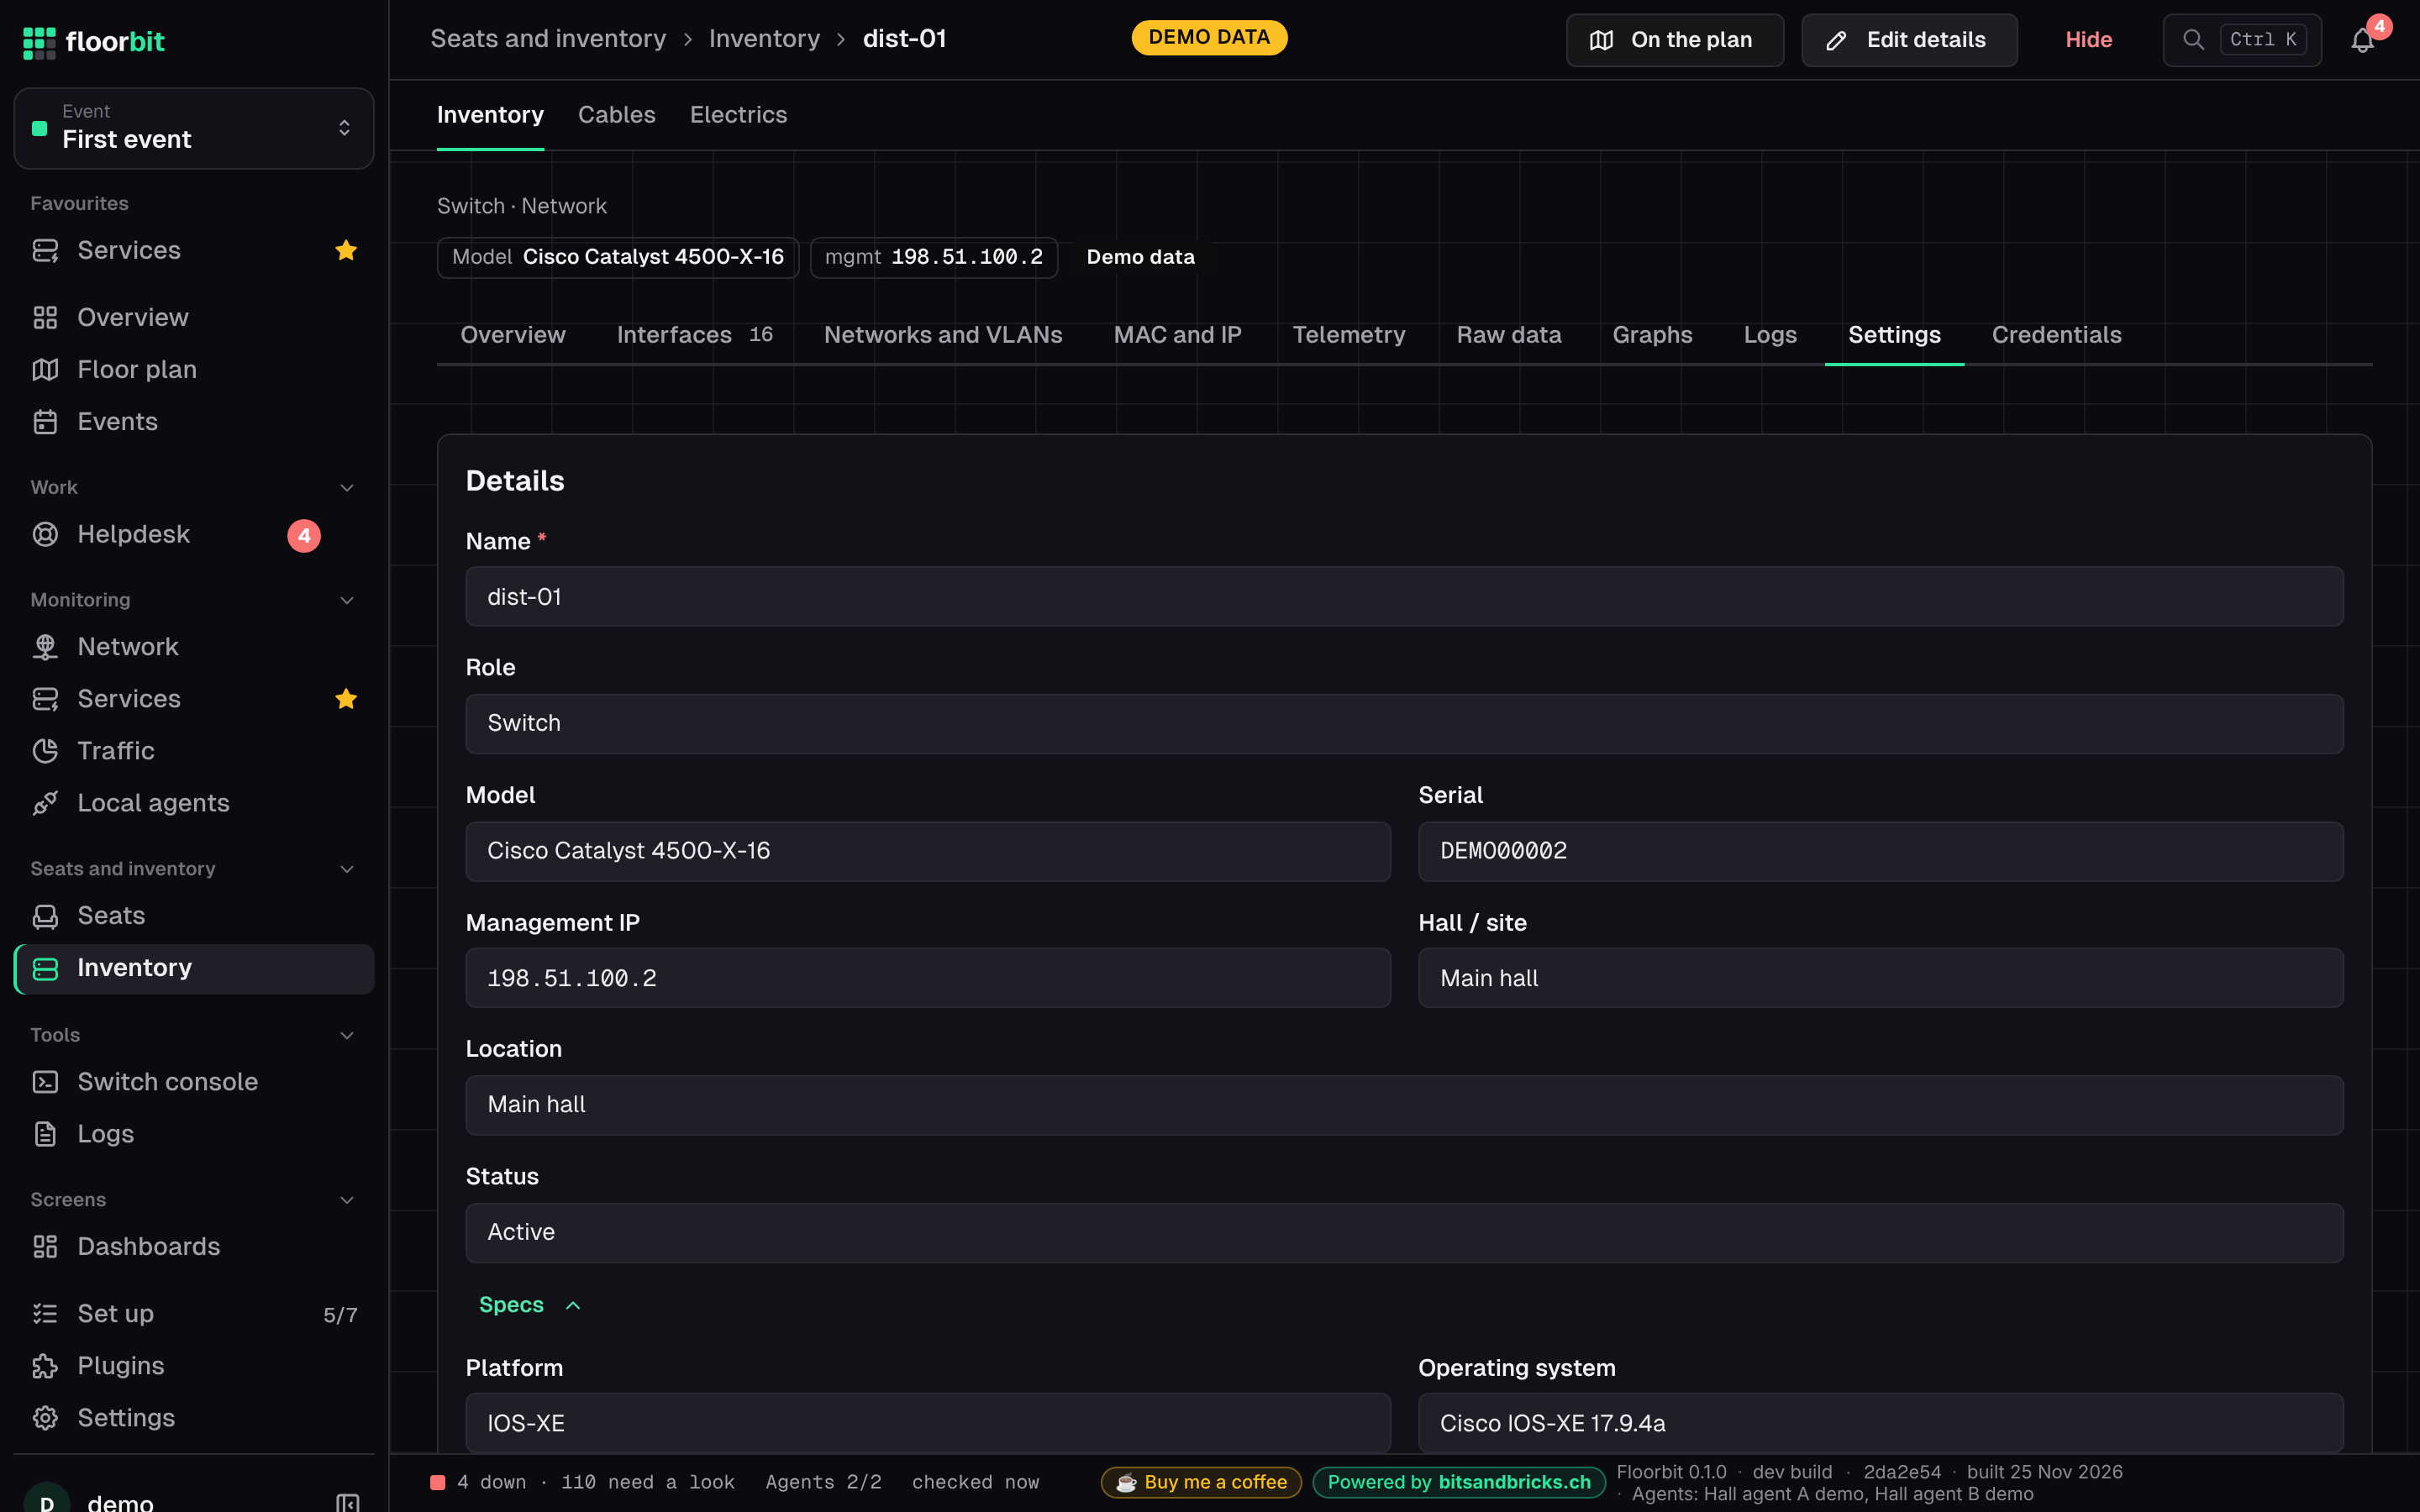 floorbit
Seats and inventory > Inventory > dist-01
DEMO DATA
On the plan
Edit details
Hide
Ctrl K
4
Event
First event
Favourites
Services
Overview
Floor plan
Events
Work
Helpdesk 4
Monitoring
Network
Services
Traffic
Local agents
Seats and inventory
Seats
Inventory
Tools
Switch console
Logs
Screens
Dashboards
Set up 5/7
Plugins
Settings
D demo
Inventory Cables Electrics
Switch · Network
Model Cisco Catalyst 4500-X-16 mgmt 198.51.100.2 Demo data
Overview Interfaces 16 Networks and VLANs MAC and IP Telemetry Raw data Graphs Logs Settings Credentials
Details
Name *
dist-01
Role
Switch
Model Serial
Cisco Catalyst 4500-X-16 DEMO00002
Management IP Hall / site
198.51.100.2 Main hall
Location
Main hall
Status
Active
Specs
Platform Operating system
IOS-XE Cisco IOS-XE 17.9.4a
4 down · 110 need a look Agents 2/2 checked now
Buy me a coffee
Powered by bitsandbricks.ch
Floorbit 0.1.0 · dev build · 2da2e54 · built 25 Nov 2026
· Agents: Hall agent A demo, Hall agent B demo